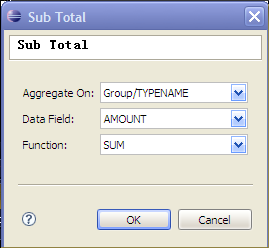 Sub Total
Sub Total
Aggregate On: Group/TYPENAME
Data Field: AMOUNT
Function: SUM
? OK Cancel